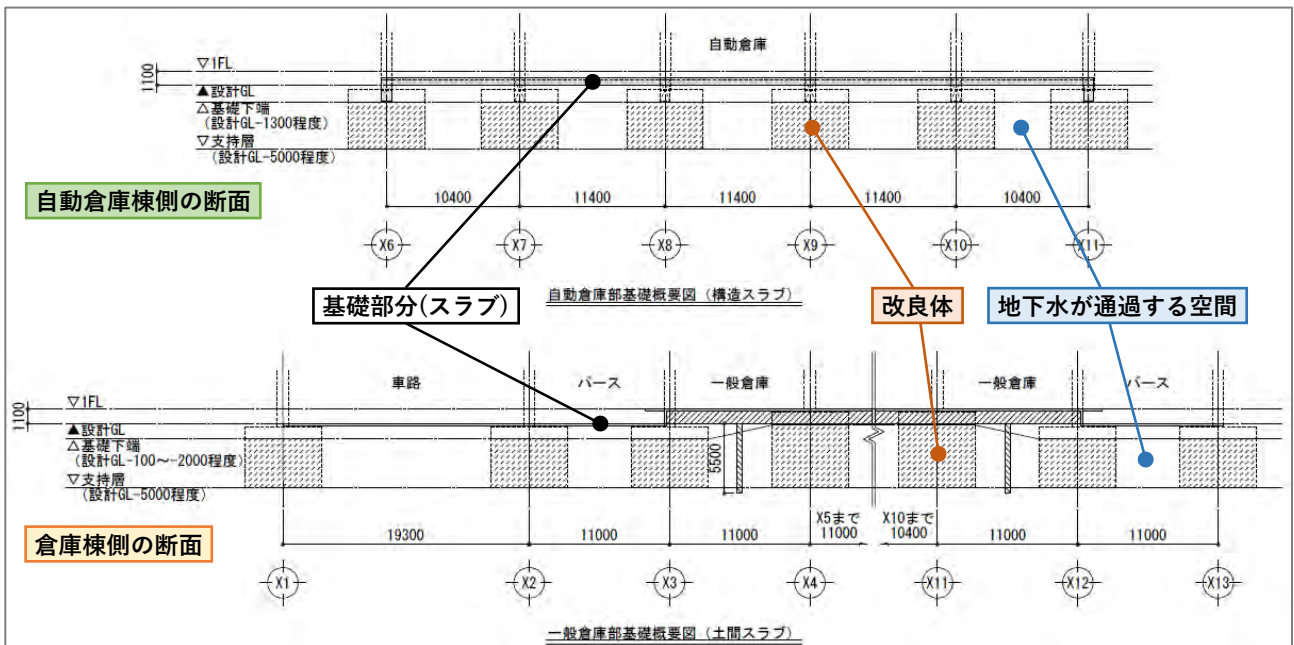 自動倉庫
▽1FL
1100
▲設計GL
△基礎下端
(設計GL-1300程度)
▽支持層
(設計GL-5000程度)
自動倉庫棟側の断面
10400
11400
11400
11400
10400
X6
X7
X8
X9
X10
X11
基礎部分(スラブ)
自動倉庫部基礎概要図(構造スラブ)
改良体
地下水が通過する空間
車路
バース
一般倉庫
一般倉庫
バース
▽1FL
1100
▲設計GL
△基礎下端
(設計GL-100~-2000程度)
▽支持層
(設計GL-5000程度)
5500
倉庫棟側の断面
19300
11000
11000
X5まで
11000
X10まで
10400
11000
11000
X1
X2
X3
X4
X11
X12
X13
一般倉庫部基礎概要図(土間スラブ)